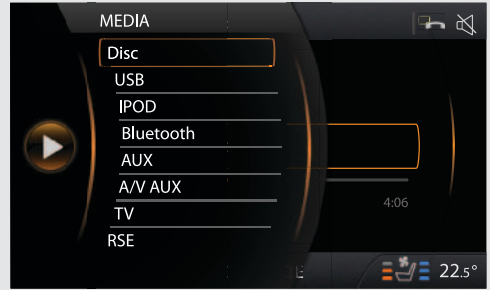 MEDIA
Disc
USB
IPOD
Bluetooth
AUX
A/V AUX
TV
RSE
4:06
22.5°